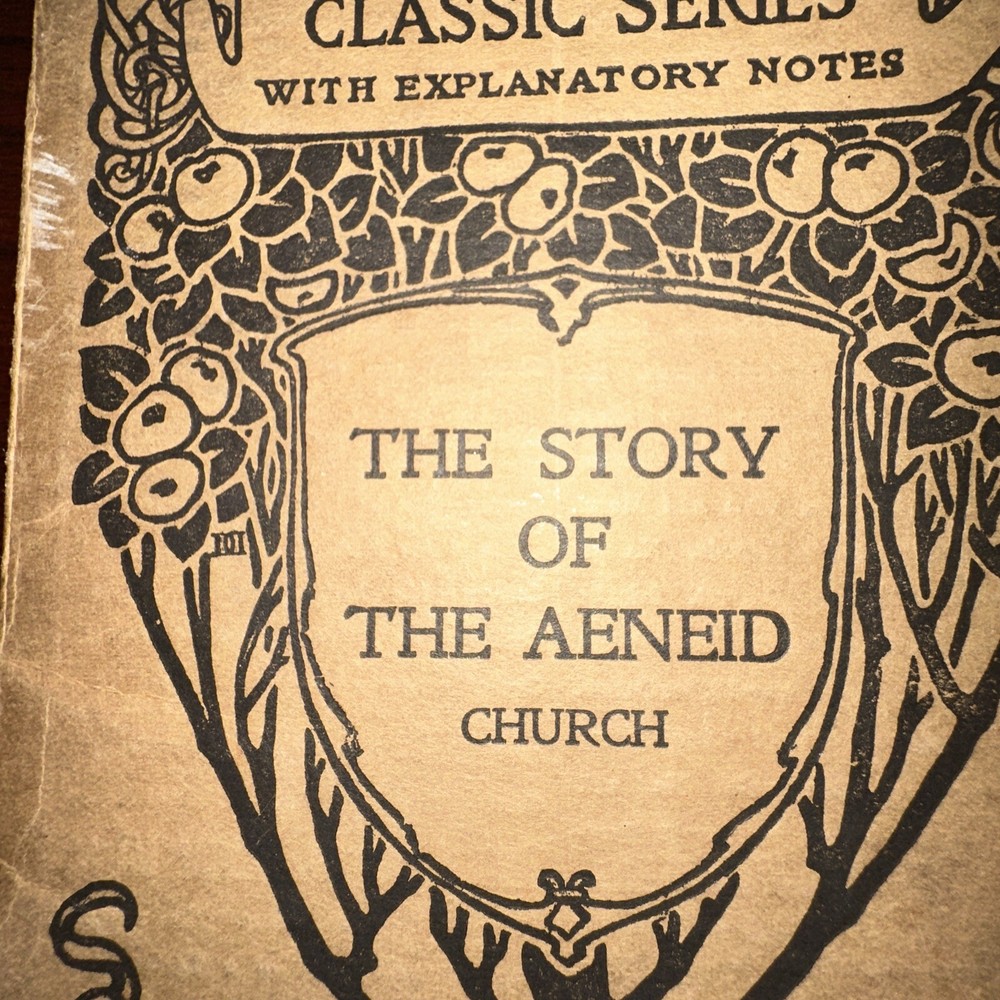 CLASSIC SERIES
WITH EXPLANATORY NOTES
THE STORY
OF
THE AENEID
CHURCH